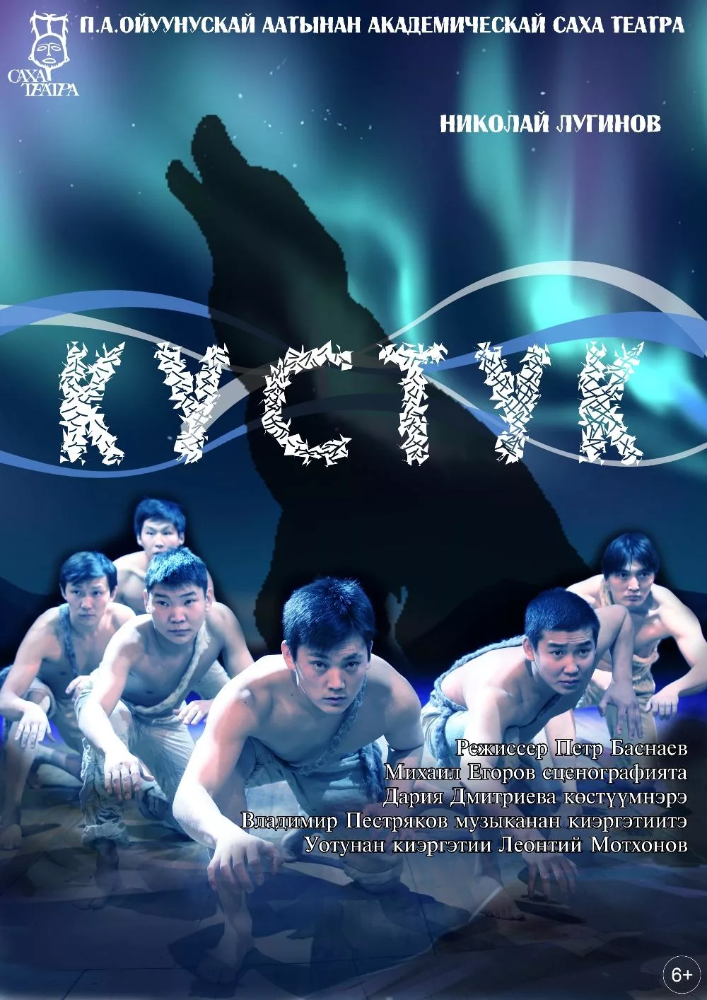 П.А.ОЙУУНУСКАЙ ААТЫНАН АКАДЕМИЧЕСКАЙ САХА ТЕАТРА
САХА
ТЕАТРА
НИКОЛАЙ ЛУГИНОВ
КУСТУК
Режиссер Петр Баснаев
Михаил Егоров сценографията
Дария Дмитриева көстүүмнэрэ
Владимир Пестряков музыканан киэргэтиитэ
Уотунан киэргэтии Леонтий Мотхонов
6+